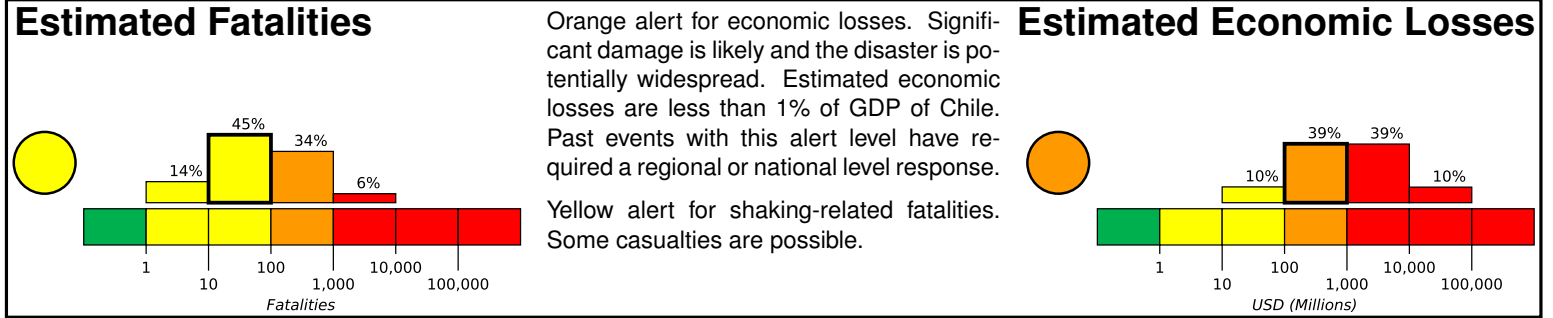 Estimated Fatalities
45%
34%
14%
6%
1
100
10,000
10
1,000
100,000
Fatalities
Orange alert for economic losses. Signifi-
cant damage is likely and the disaster is po-
tentially widespread. Estimated economic
losses are less than 1% of GDP of Chile.
Past events with this alert level have re-
quired a regional or national level response.
Yellow alert for shaking-related fatalities.
Some casualties are possible.
Estimated Economic Losses
39%
39%
10%
10%
1
100
10,000
10
1,000
100,000
USD (Millions)